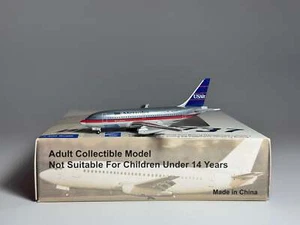 USAir
Adult Collectible Model
Not Suitable For Children Under 14 Years
Made in China